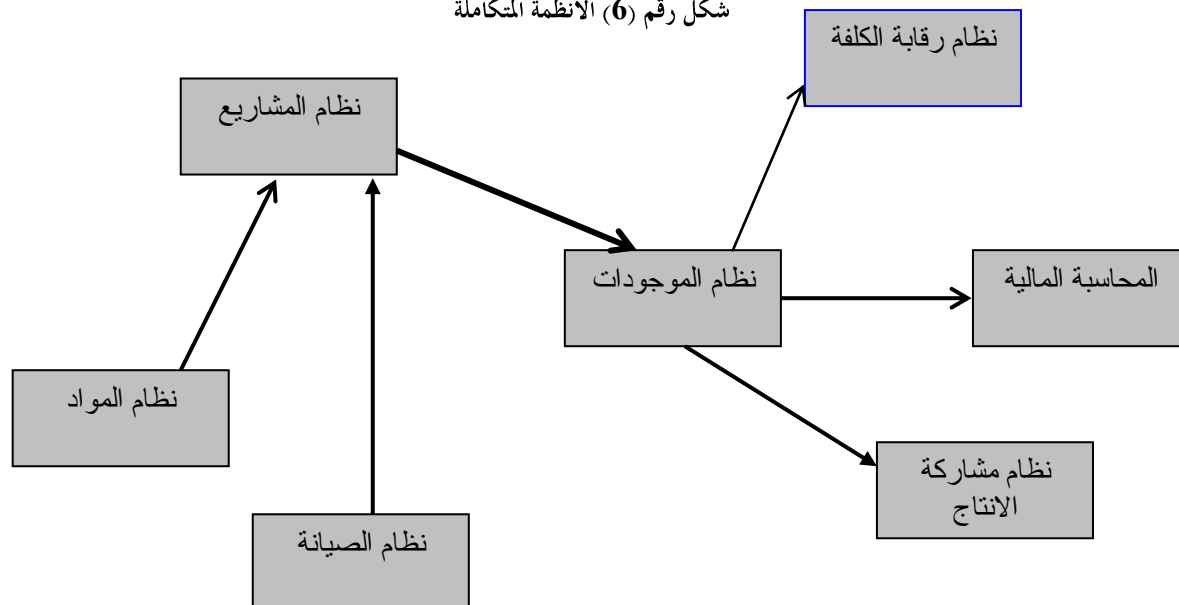 شكل رقم (6) الانظمة المتكاملة
نظام رقابة الكلفة
نظام المشاريع
نظام الموجودات
المحاسبة المالية
نظام المواد
نظام مشاركة
الانتاج
نظام الصيانة